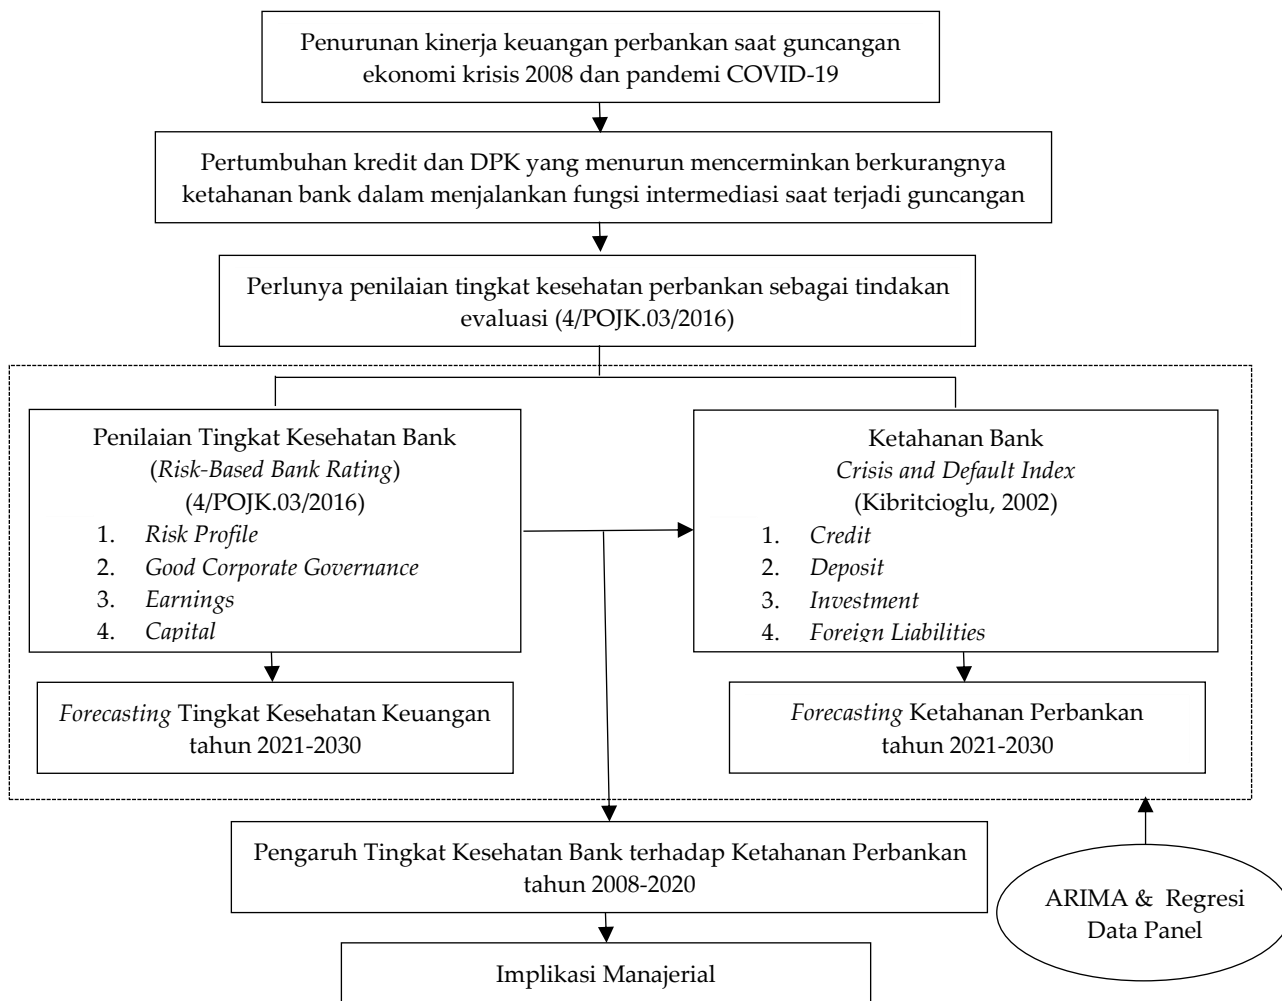 Penurunan kinerja keuangan perbankan saat guncangan
ekonomi krisis 2008 dan pandemi COVID-19
Pertumbuhan kredit dan DPK yang menurun mencerminkan berkurangnya
ketahanan bank dalam menjalankan fungsi intermediasi saat terjadi guncangan
Perlunya penilaian tingkat kesehatan perbankan sebagai tindakan
evaluasi (4/POJK.03/2016)
Penilaian Tingkat Kesehatan Bank
(Risk-Based Bank Rating)
(4/POJK.03/2016)
1. Risk Profile
2. Good Corporate Governance
3. Earnings
4. Capital
Ketahanan Bank
Crisis and Default Index
(Kibritcioglu, 2002)
1. Credit
2. Deposit
3. Investment
4. Foreign Liabilities
Forecasting Tingkat Kesehatan Keuangan
tahun 2021-2030
Forecasting Ketahanan Perbankan
tahun 2021-2030
Pengaruh Tingkat Kesehatan Bank terhadap Ketahanan Perbankan
tahun 2008-2020
ARIMA & Regresi
Data Panel
Implikasi Manajerial